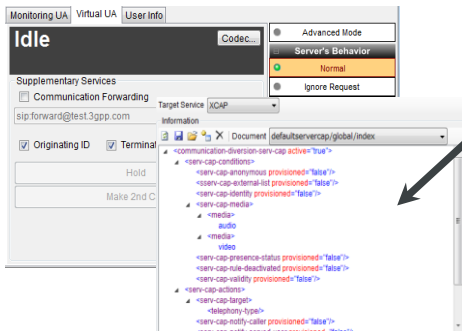 Monitoring UA Virtual UA User Info
Idle
Codec...
Advanced Mode
Server's Behavior
Normal
Ignore Request
Supplementary Services
Communication Forwarding
sip:forward@test.3gpp.com
Originating ID
Hold
Make 2nd
Target Service XCAP
Information
Document defaultservercap/global/index
<communication-diversion-serv-cap active="true">
<serv-cap-conditions>
<serv-cap-anonymous provisioned="false"/>
<sserv-cap-external-list provisioned="false"/>
<serv-cap-identity provisioned="false"/>
<serv-cap-media>
<media>
audio
<media>
video
<serv-cap-presence-status provisioned="false"/>
<serv-cap-rule-deactivated provisioned="false"/>
<serv-cap-validity provisioned="false"/>
<serv-cap-actions>
<serv-cap-target>
<telephony-type/>
<serv-cap-notify-caller provisioned="false"/>